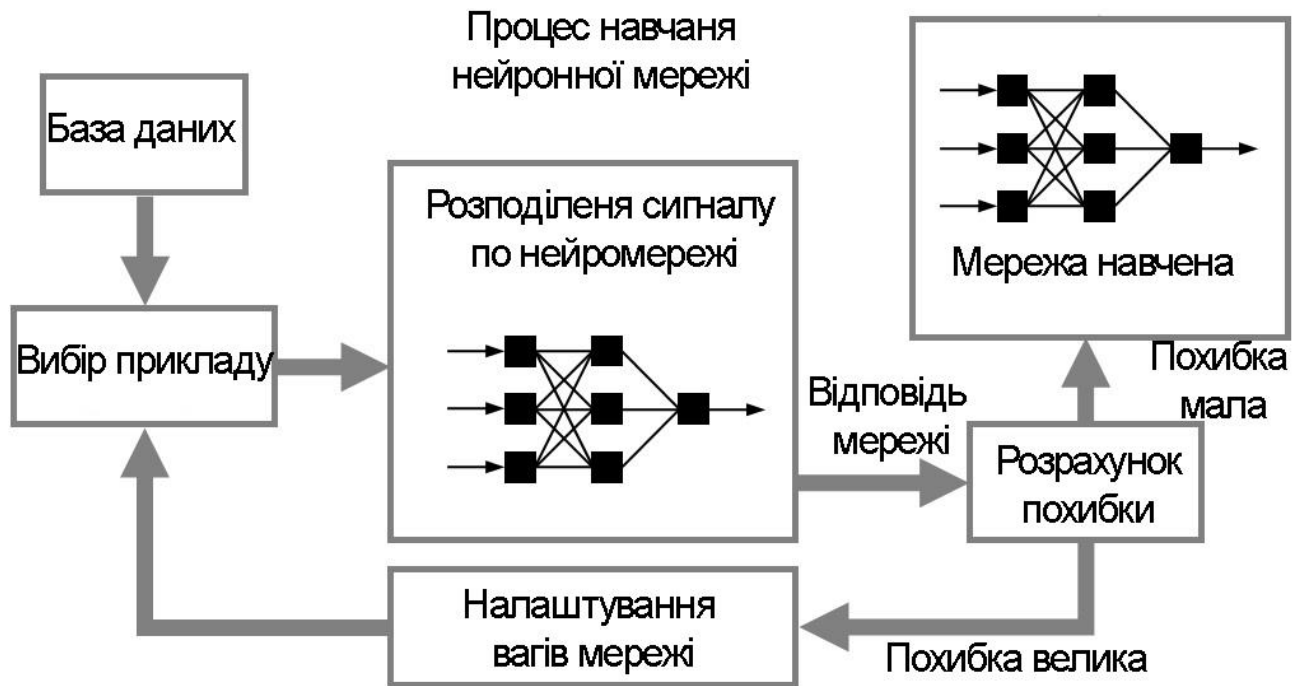 Процес навчаня
нейронної мережі
База даних
Розподіленя сигналу
по нейромережі
Мережа навчена
Вибір прикладу
Похибка
мала
Відповідь
мережі
Розрахунок
похибки
Налаштування
вагів мережі
Похибка велика